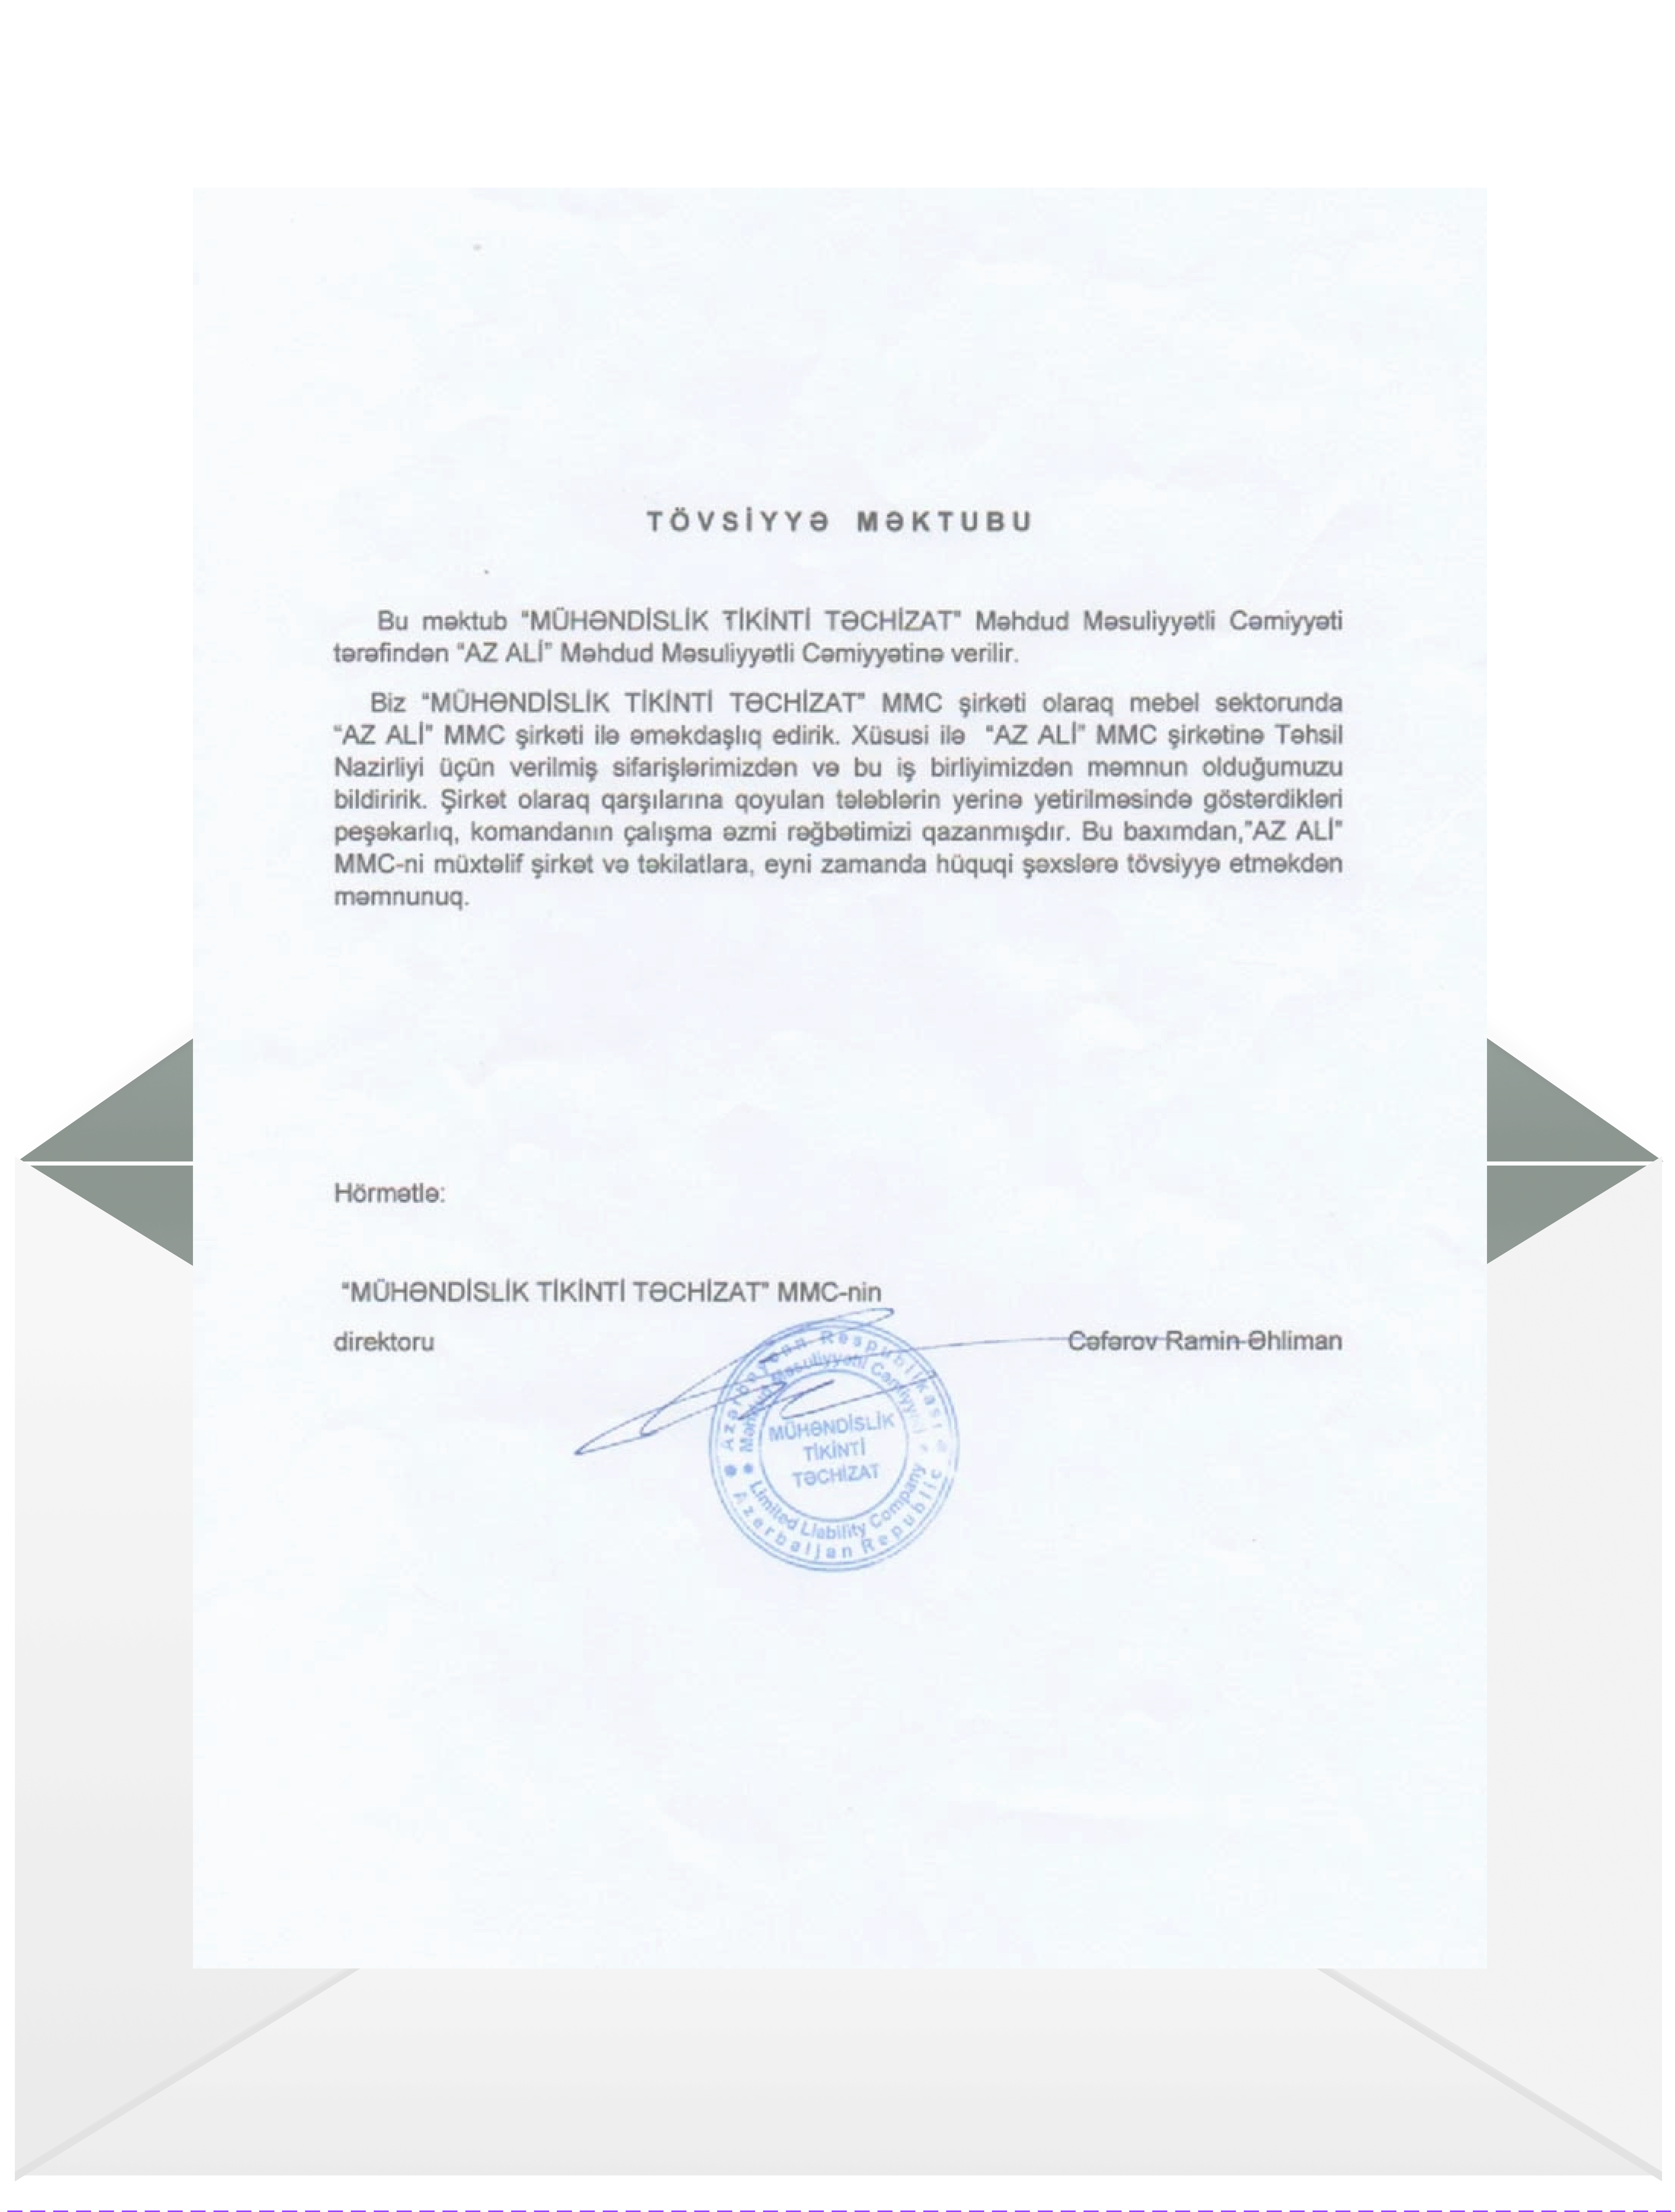 TÖVSİYYƏ MƏKTUBU
Bu məktub “MÜHƏNDİSLİK TİKİNTİ TƏCHİZAT” Məhdud Məsuliyyətli Cəmiyyəti
tərəfindən “AZ ALİ” Məhdud Məsuliyyətli Cəmiyyətinə verilir.
Biz “MÜHƏNDİSLİK TİKİNTİ TƏCHİZAT” MMC şirkəti olaraq mebel sektorunda
“AZ ALİ” MMC şirkəti ilə əməkdaşlıq edirik. Xüsusi ilə “AZ ALİ” MMC şirkətinə Təhsil
Nazirliyi üçün verilmiş sifarişlərimizdən və bu iş birliyimizdən məmnun olduğumuzu
bildiririk. Şirkət olaraq qarşılarına qoyulan tələblərin yerinə yetirilməsində göstərdikləri
peşəkarlıq, komandanın çalışma əzmi rəğbətimizi qazanmışdır. Bu baxımdan,”AZ ALİ”
MMC-ni müxtəlif şirkət və təkilatlara, eyni zamanda hüquqi şəxslərə tövsiyyə etməkdən
məmnunuq.
Hörmətlə:
“MÜHƏNDİSLİK TİKİNTİ TƏCHİZAT” MMC-nin
direktoru Cəfərov Ramin Əhliman
Azərbaycan Respublikası
Məhdud Məsuliyyətli Cəmiyyəti
MÜHƏNDİSLİK
TİKİNTİ
TƏCHİZAT
Limited Liability Company
Azerbaijan Republic